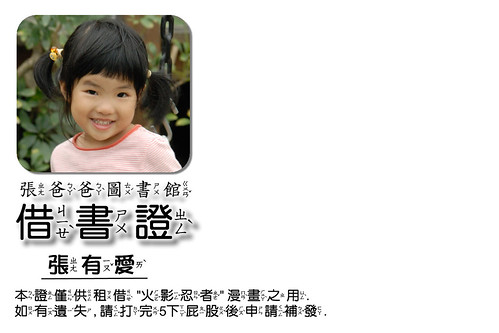 張爸爸圖書館
借書證
張有愛
本證僅供租借"火影忍者"漫畫之用.
如有遺失,請打完5下屁股後申請補發.